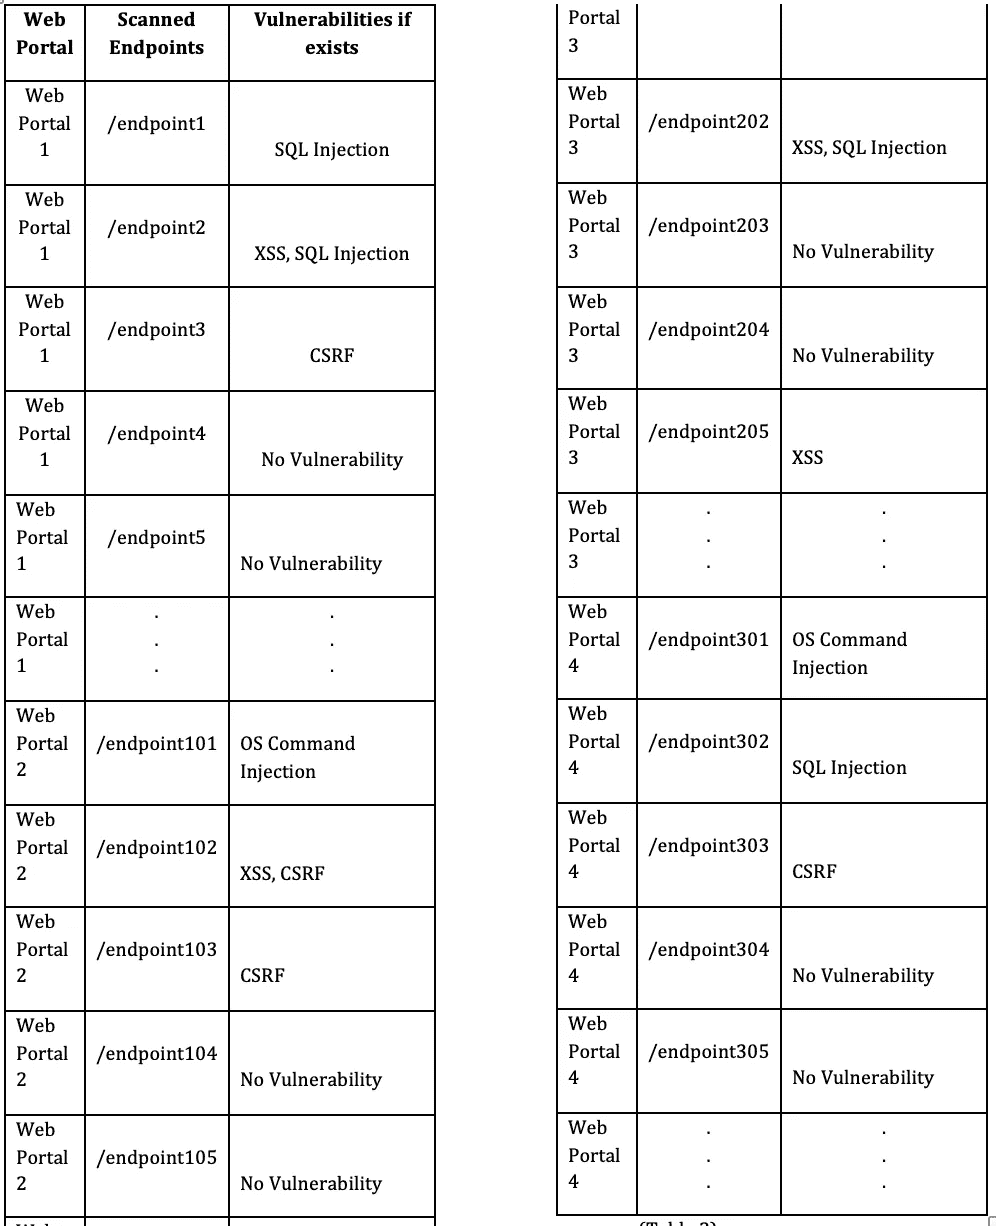 Web Portal
Scanned Endpoints
Vulnerabilities if exists
Web Portal 1
/endpoint1
SQL Injection
Web Portal 1
/endpoint2
XSS, SQL Injection
Web Portal 1
/endpoint3
CSRF
Web Portal 1
/endpoint4
No Vulnerability
Web Portal 1
/endpoint5
No Vulnerability
Web Portal 1
. . .
. . .
Web Portal 2
/endpoint101
OS Command
Injection
Web Portal 2
/endpoint102
XSS, CSRF
Web Portal 2
/endpoint103
CSRF
Web Portal 2
/endpoint104
No Vulnerability
Web Portal 2
/endpoint105
No Vulnerability
Portal 3
Web Portal 3
/endpoint202
XSS, SQL Injection
Web Portal 3
/endpoint203
No Vulnerability
Web Portal 3
/endpoint204
No Vulnerability
Web Portal 3
/endpoint205
XSS
Web Portal 3
. . .
. . .
Web Portal 4
/endpoint301
OS Command
Injection
Web Portal 4
/endpoint302
SQL Injection
Web Portal 4
/endpoint303
CSRF
Web Portal 4
/endpoint304
No Vulnerability
Web Portal 4
/endpoint305
No Vulnerability
Web Portal 4
. . .
. . .